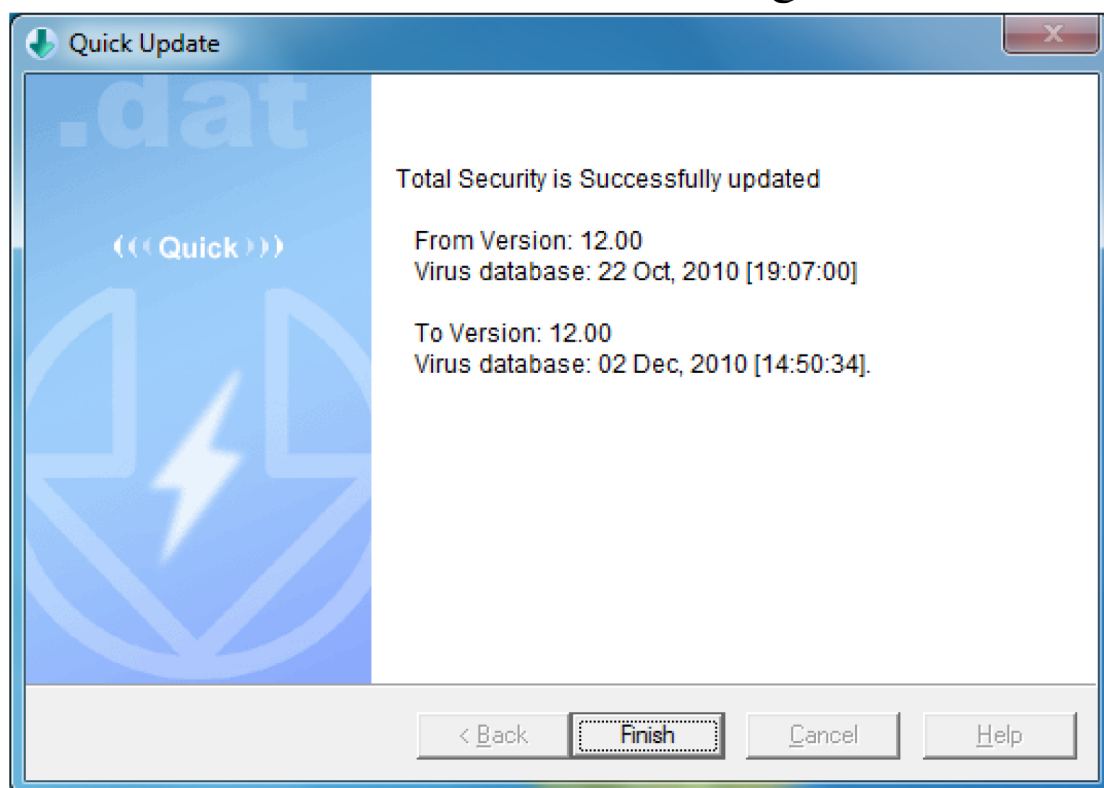 Quick Update
X
.dat
(((Quick)))
Total Security is Successfully updated
From Version: 12.00
Virus database: 22 Oct, 2010 [19:07:00]
To Version: 12.00
Virus database: 02 Dec, 2010 [14:50:34].
< Back
Finish
Cancel
Help